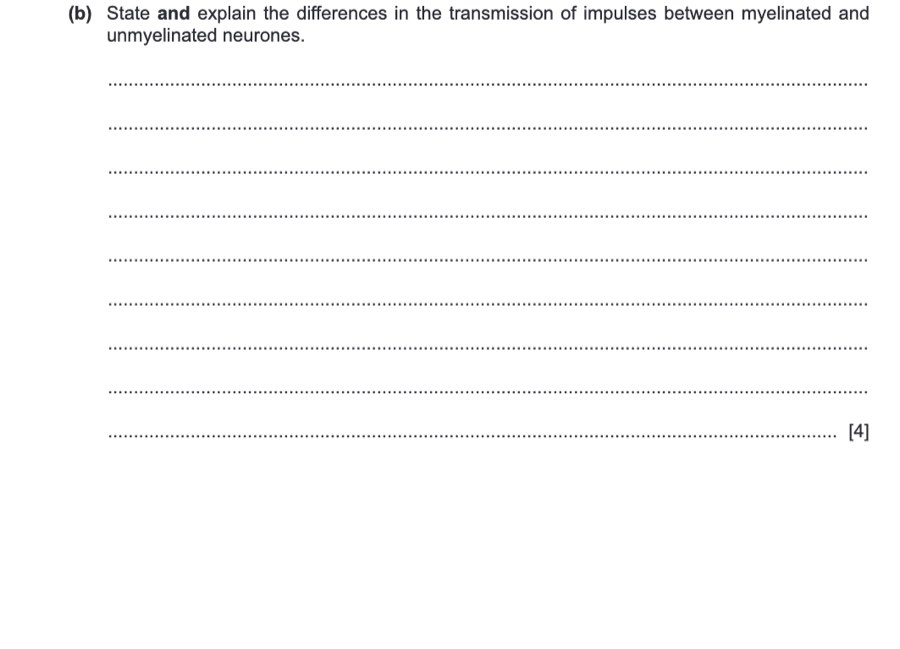 (b) State and explain the differences in the transmission of impulses between myelinated and
unmyelinated neurones.
[4]